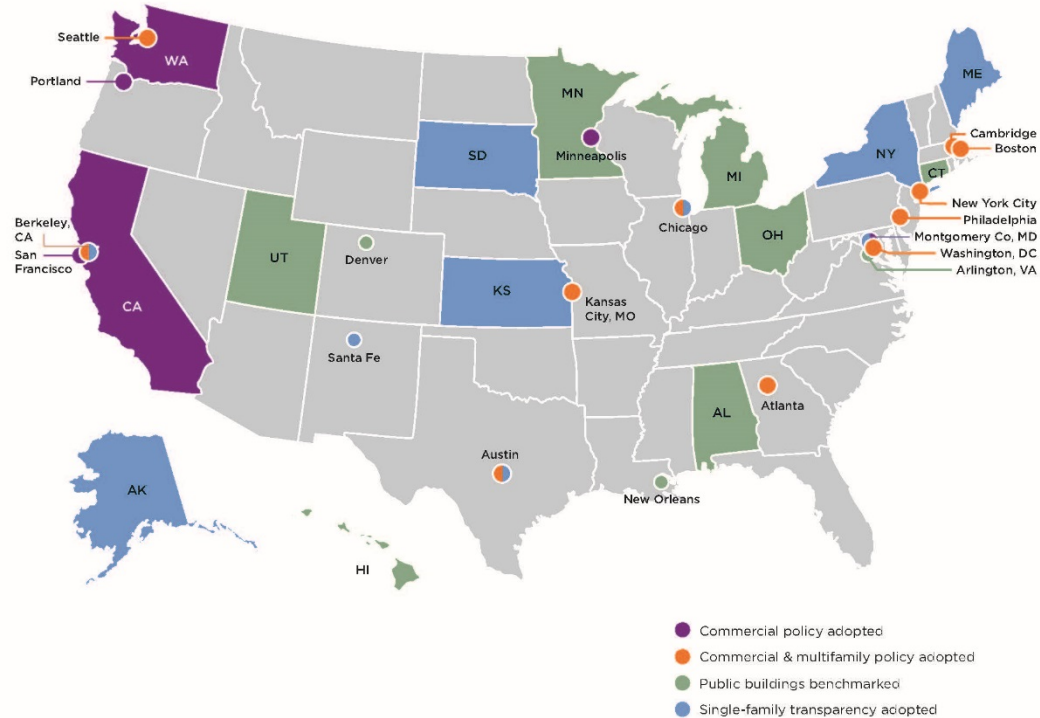 Seattle
WA
Portland
MN
Minneapolis
SD
MI
ME
NY
Cambridge
Boston
CT
New York City
Philadelphia
Montgomery Co, MD
Washington, DC
Arlington, VA
Berkeley,
CA
San
Francisco
CA
UT
Denver
KS
Kansas
City, MO
Chicago
OH
Santa Fe
Atlanta
AL
Austin
New Orleans
AK
HI
Commercial policy adopted
Commercial & multifamily policy adopted
Public buildings benchmarked
Single-family transparency adopted